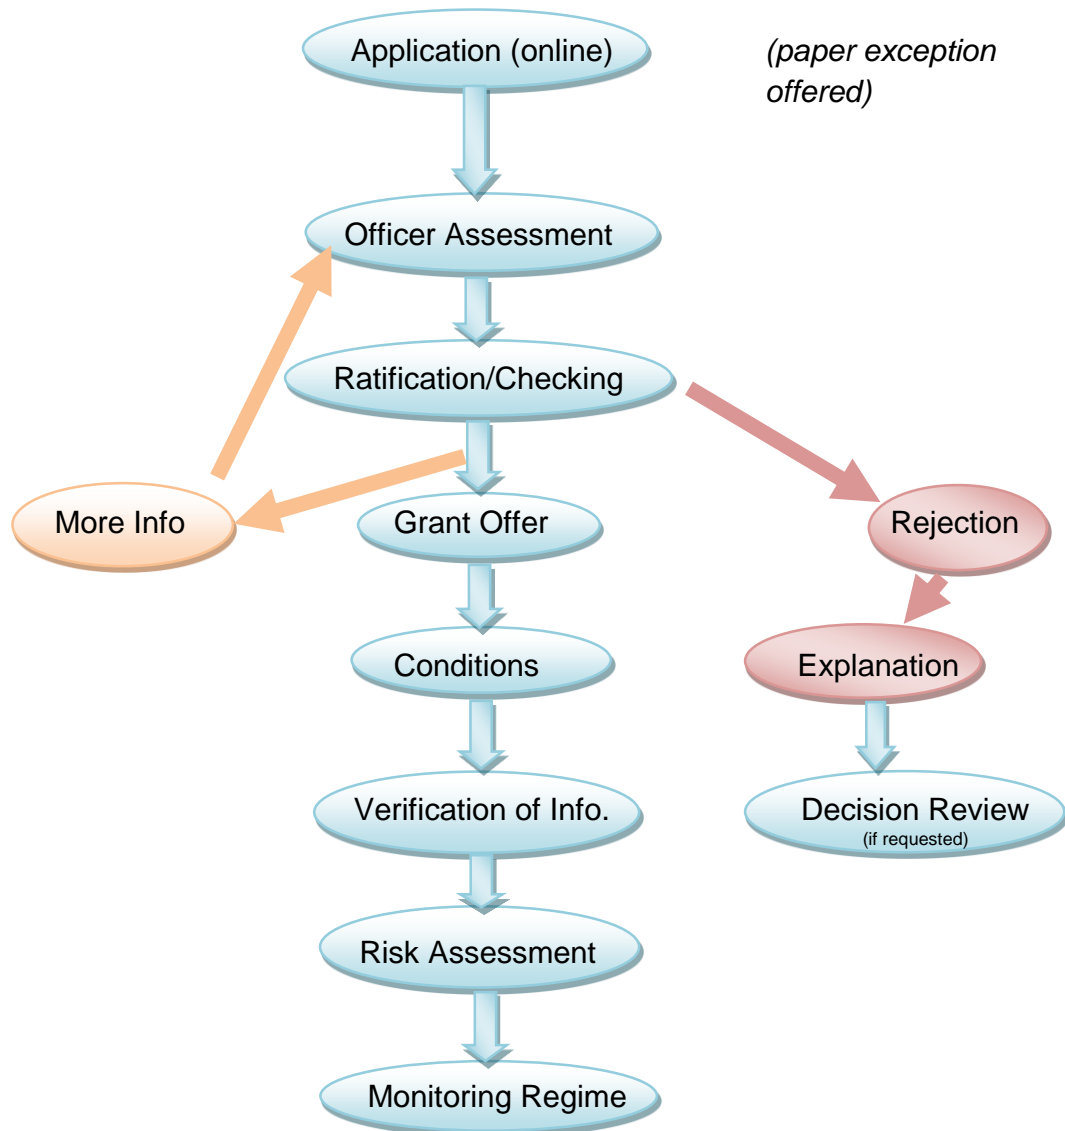 Application (online)
(paper exception
offered)
Officer Assessment
Ratification/Checking
More Info
Grant Offer
Rejection
Conditions
Explanation
Verification of Info.
Decision Review
(if requested)
Risk Assessment
Monitoring Regime